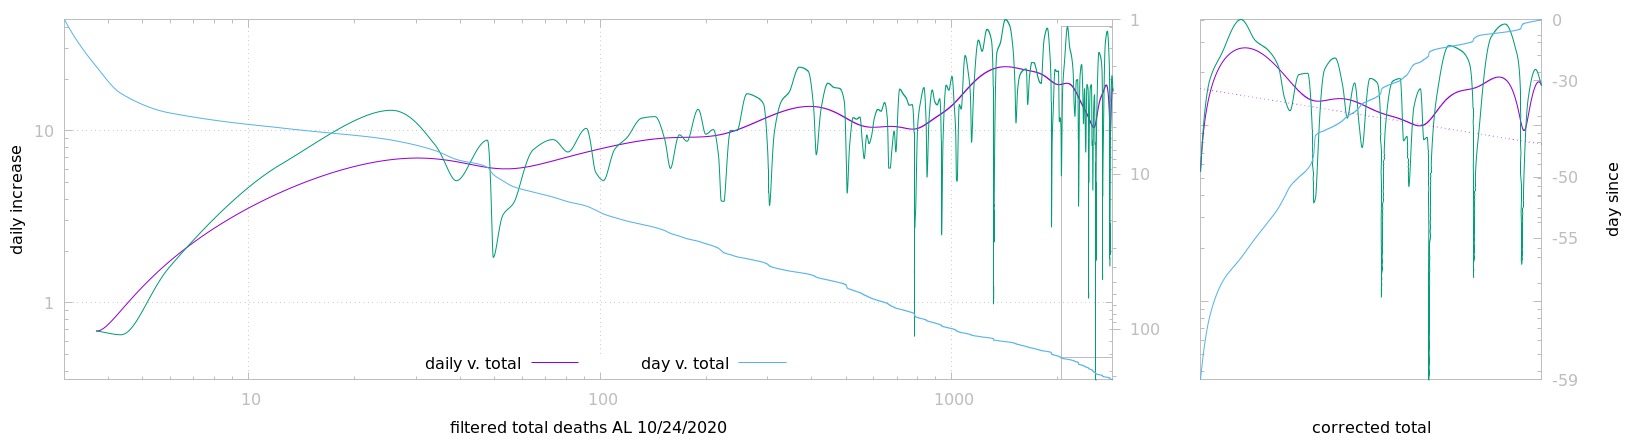 daily increase
10
1
daily v. total
day v. total
10
100
1000
filtered total deaths AL 10/24/2020
1
10
100
0
-30
-50
-55
-59
day since
corrected total